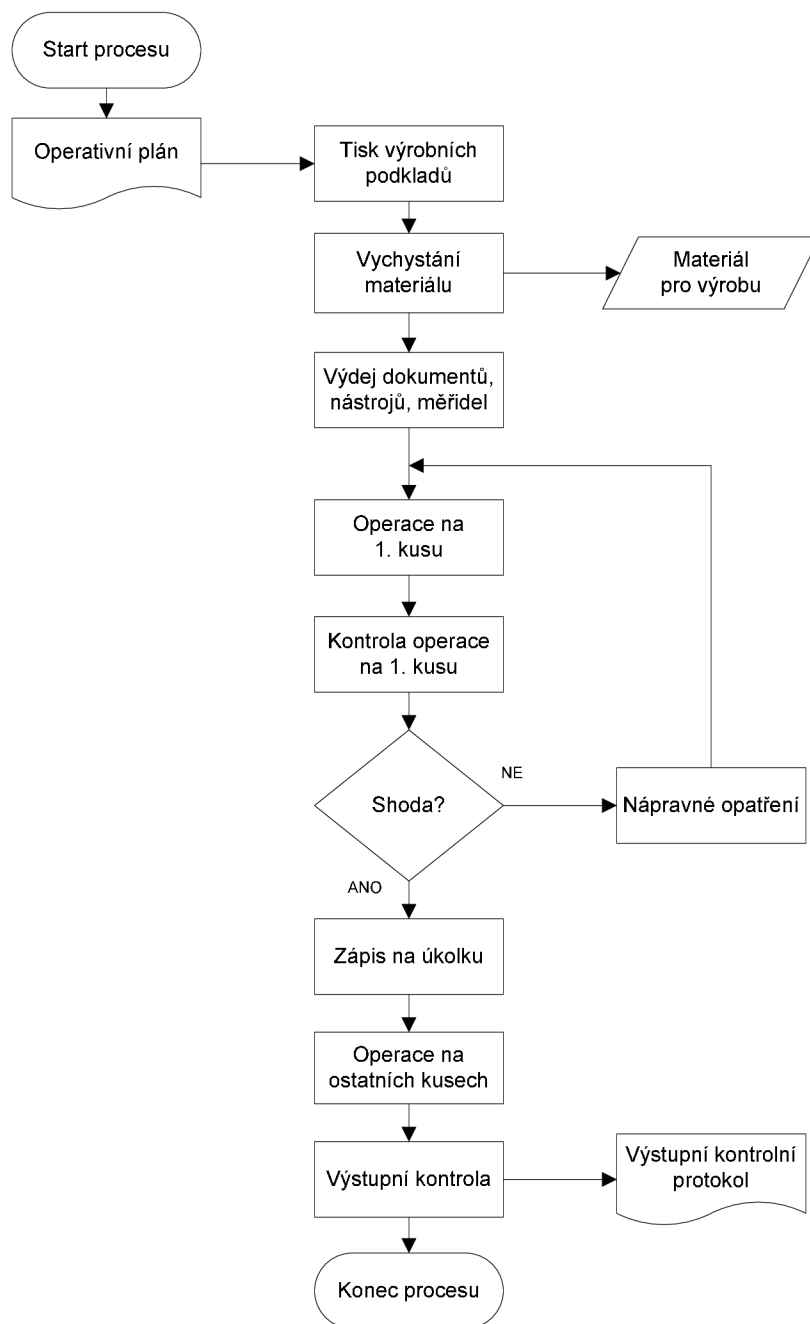 Start procesu
Operativní plán
Tisk výrobních
podkladů
Vychystání
materiálu
Materiál
pro výrobu
Výdej dokumentů,
nástrojů, měřidel
Operace na
1. kusu
Kontrola operace
na 1. kusu
Shoda?
NE
Nápravné opatření
ANO
Zápis na úkolku
Operace na
ostatních kusech
Výstupní kontrola
Výstupní kontrolní
protokol
Konec procesu